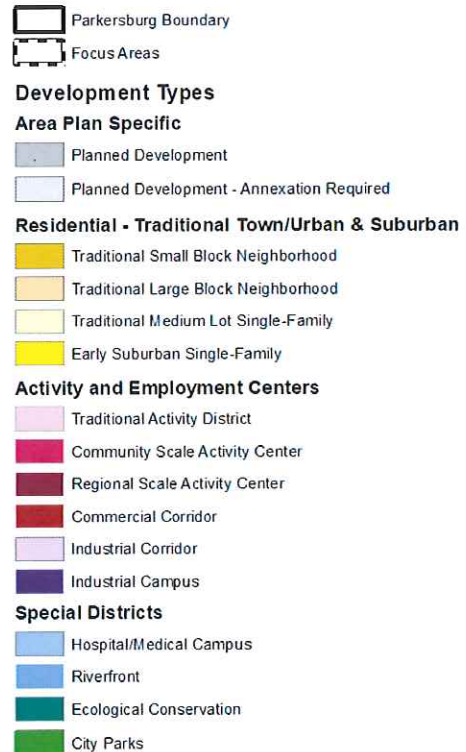 Parkersburg Boundary
Focus Areas
Development Types
Area Plan Specific
Planned Development
Planned Development - Annexation Required
Residential - Traditional Town/Urban & Suburban
Traditional Small Block Neighborhood
Traditional Large Block Neighborhood
Traditional Medium Lot Single-Family
Early Suburban Single-Family
Activity and Employment Centers
Traditional Activity District
Community Scale Activity Center
Regional Scale Activity Center
Commercial Corridor
Industrial Corridor
Industrial Campus
Special Districts
Hospital/Medical Campus
Riverfront
Ecological Conservation
City Parks